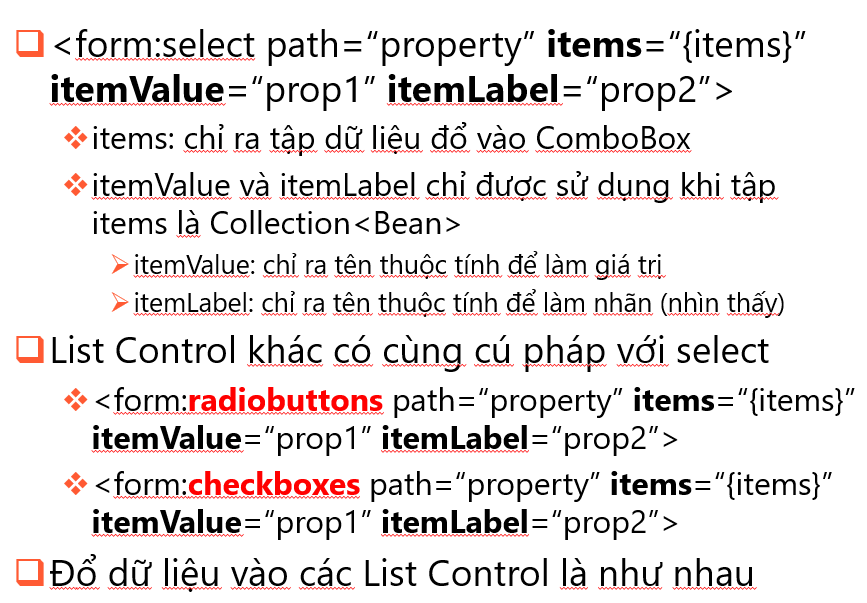 <form:select path=“property” items=“{items}”
itemValue=“prop1” itemLabel=“prop2”>
items: chỉ ra tập dữ liệu đổ vào ComboBox
itemValue và itemLabel chỉ được sử dụng khi tập
items là Collection<Bean>
itemValue: chỉ ra tên thuộc tính để làm giá trị
itemLabel: chỉ ra tên thuộc tính để làm nhãn (nhìn thấy)
List Control khác có cùng cú pháp với select
<form:radiobuttons path=“property” items=“{items}”
itemValue=“prop1” itemLabel=“prop2”>
<form:checkboxes path=“property” items=“{items}”
itemValue=“prop1” itemLabel=“prop2”>
Đổ dữ liệu vào các List Control là như nhau